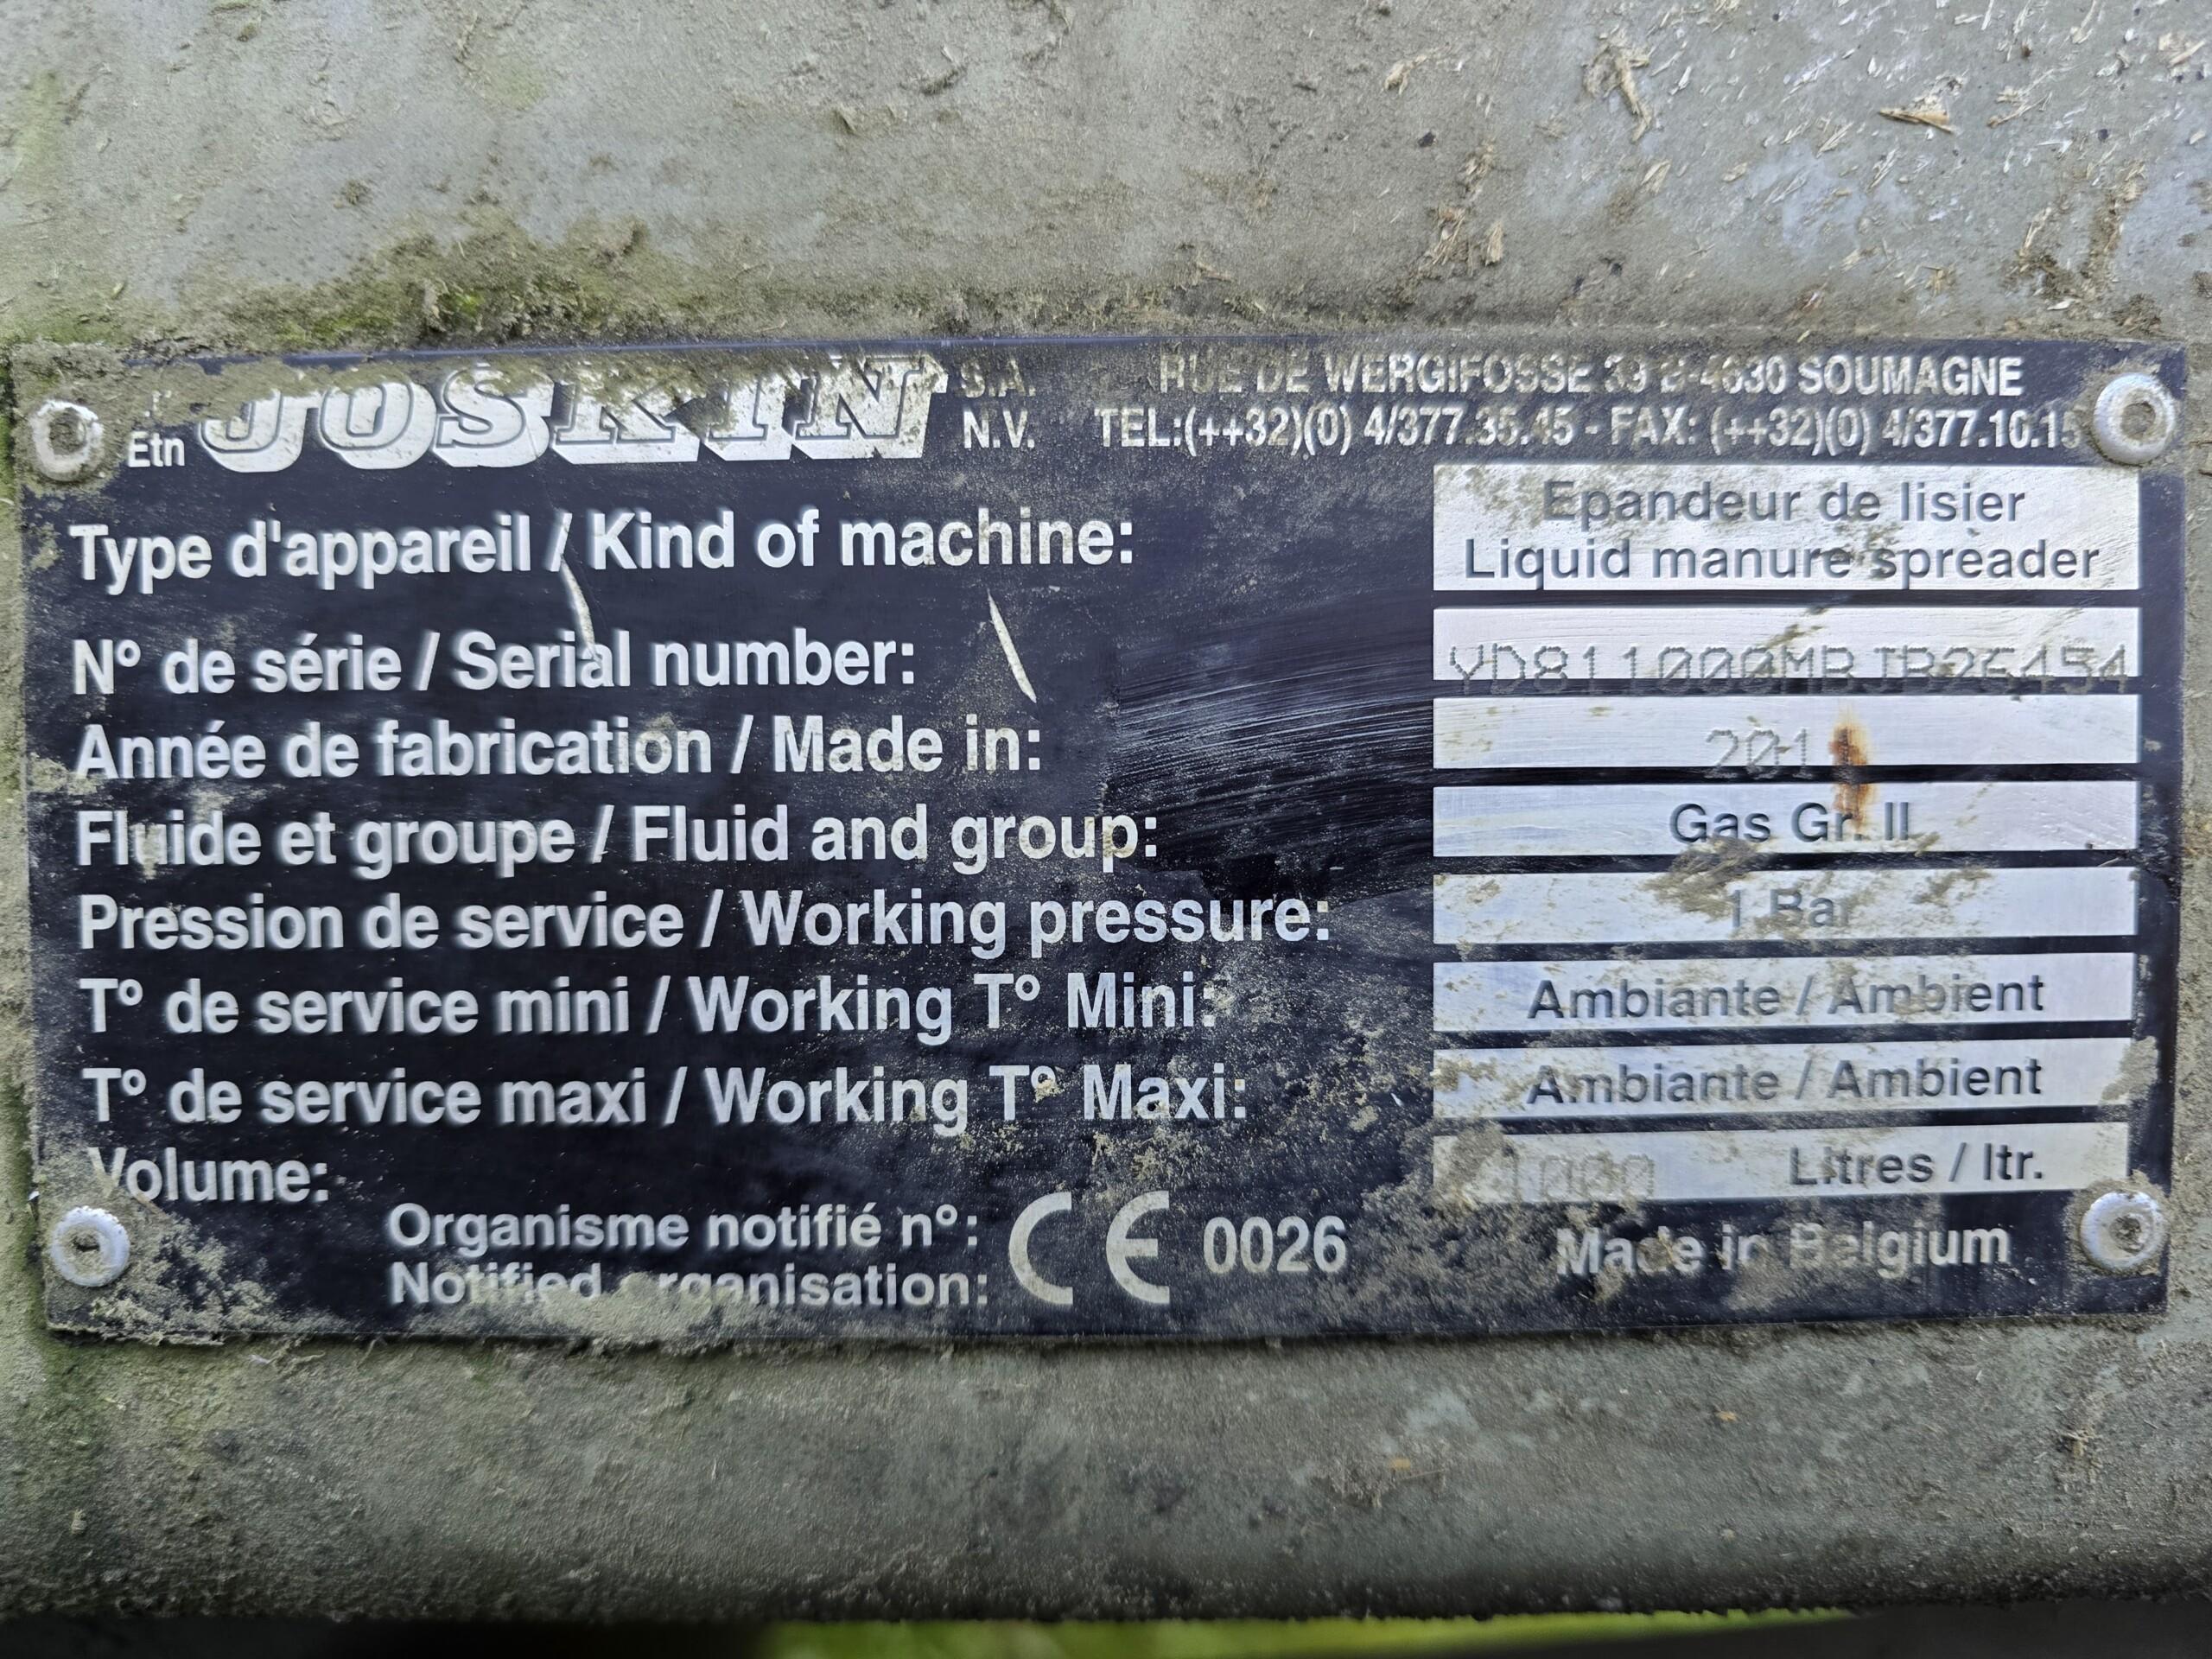 Etn JOSKIN S.A. N.V.
RUE DE WERGIFOSSE 39 B-4630 SOUMAGNE
TEL:(++32)(0) 4/377.35.45 - FAX: (++32)(0) 4/377.10.15
Type d'appareil / Kind of machine: Epandeur de lisier
Liquid manure spreader
N° de série / Serial number:
Année de fabrication / Made in:
Fluide et groupe / Fluid and group: Gas Gr. II
Pression de service / Working pressure: 1 Bar
T° de service mini / Working T° Mini: Ambiante / Ambient
T° de service maxi / Working T° Maxi: Ambiante / Ambient
Volume: Litres / ltr.
Organisme notifié n°: CE 0026
Notified organisation:
Made in Belgium